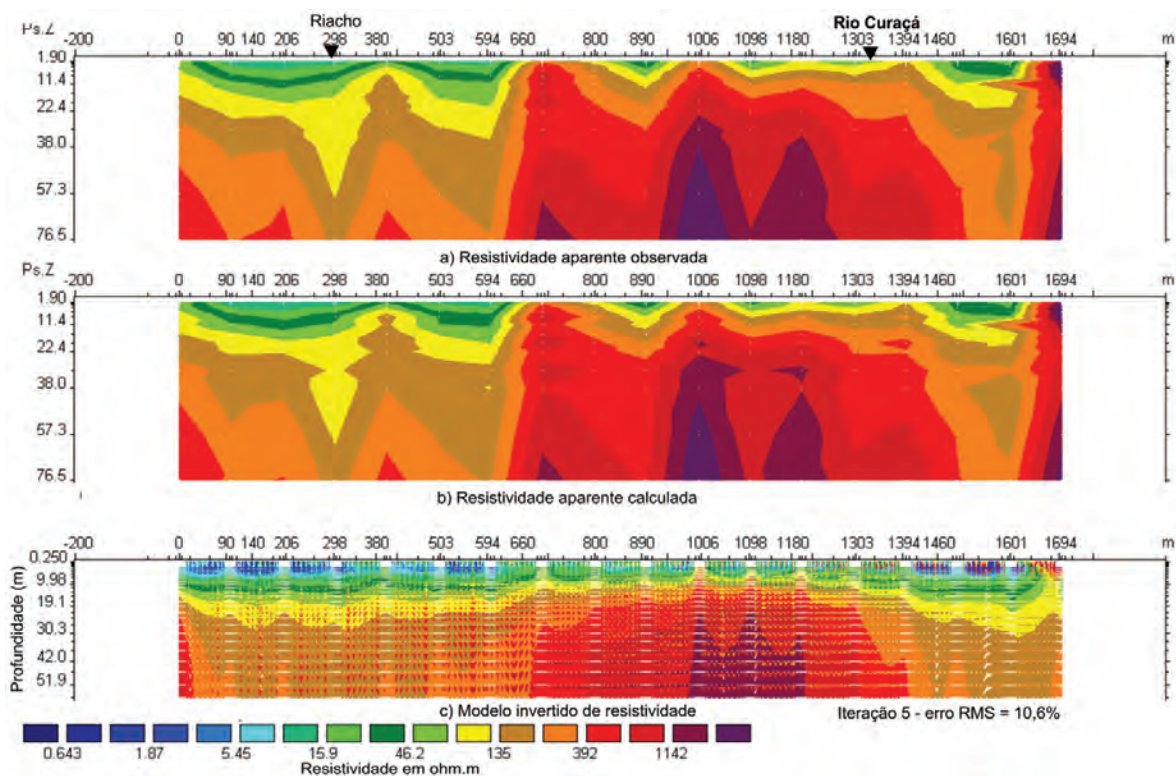 Riacho
Rio Curaçá
Ps.Z
-200 0 90 140 206 298 380 503 594 660 800 890 1006 1098 1180 1303 1394 1460 1601 1694 m
1.90
11.4
22.4
38.0
57.3
76.5
a) Resistividade aparente observada
Ps.Z
-200 0 90 140 206 298 380 503 594 660 800 890 1006 1098 1180 1303 1394 1460 1601 1694 m
1.90
11.4
22.4
38.0
57.3
76.5
b) Resistividade aparente calculada
-200 0 90 140 206 298 380 503 594 660 800 890 1006 1098 1180 1303 1394 1460 1601 1694 m
0.250
9.98
19.1
30.3
42.0
51.9
Profundidade (m)
c) Modelo invertido de resistividade
Iteração 5 - erro RMS = 10,6%
0.643 1.87 5.45 15.9 46.2 135 392 1142
Resistividade em ohm.m